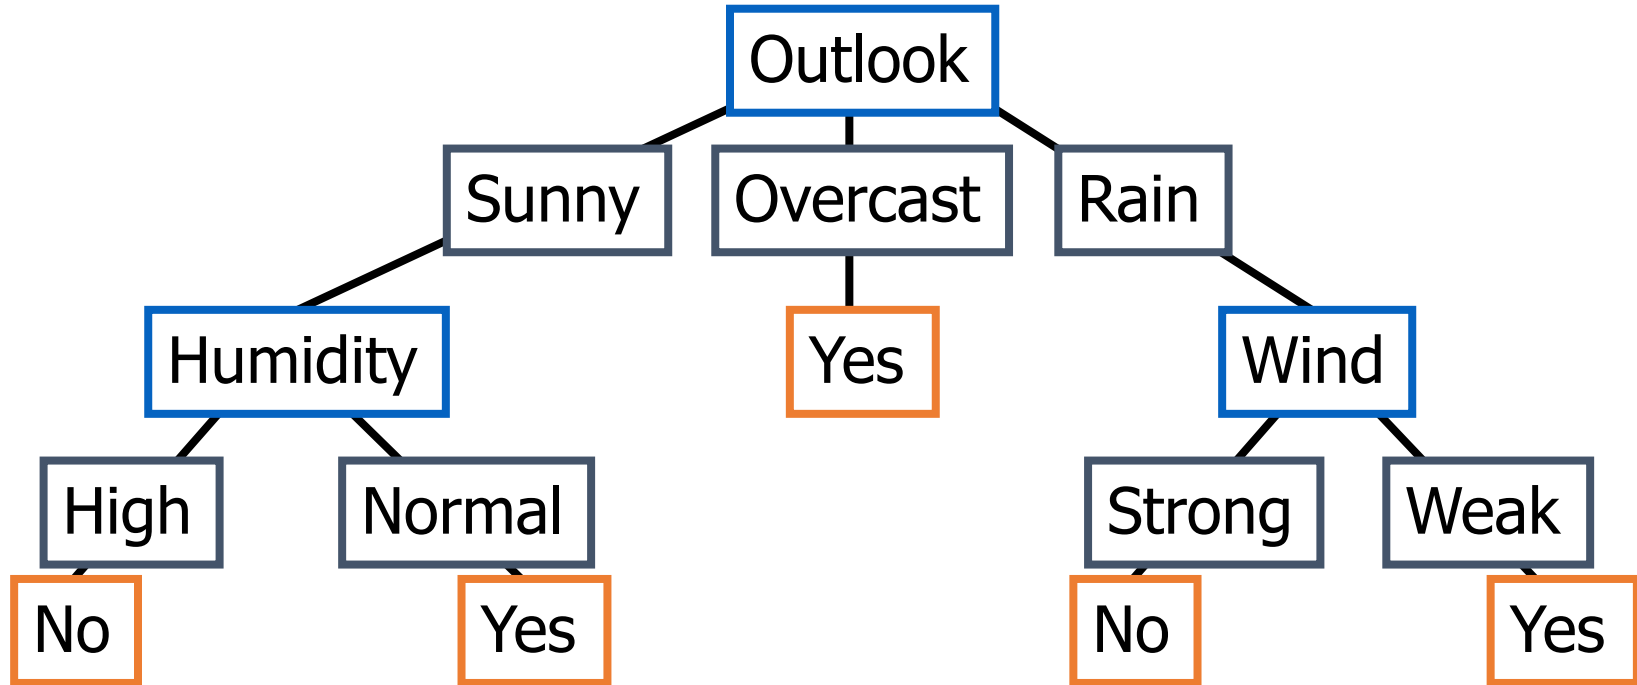 Outlook
Sunny
Overcast
Rain
Humidity
Yes
Wind
High
Normal
Strong
Weak
No
Yes
No
Yes